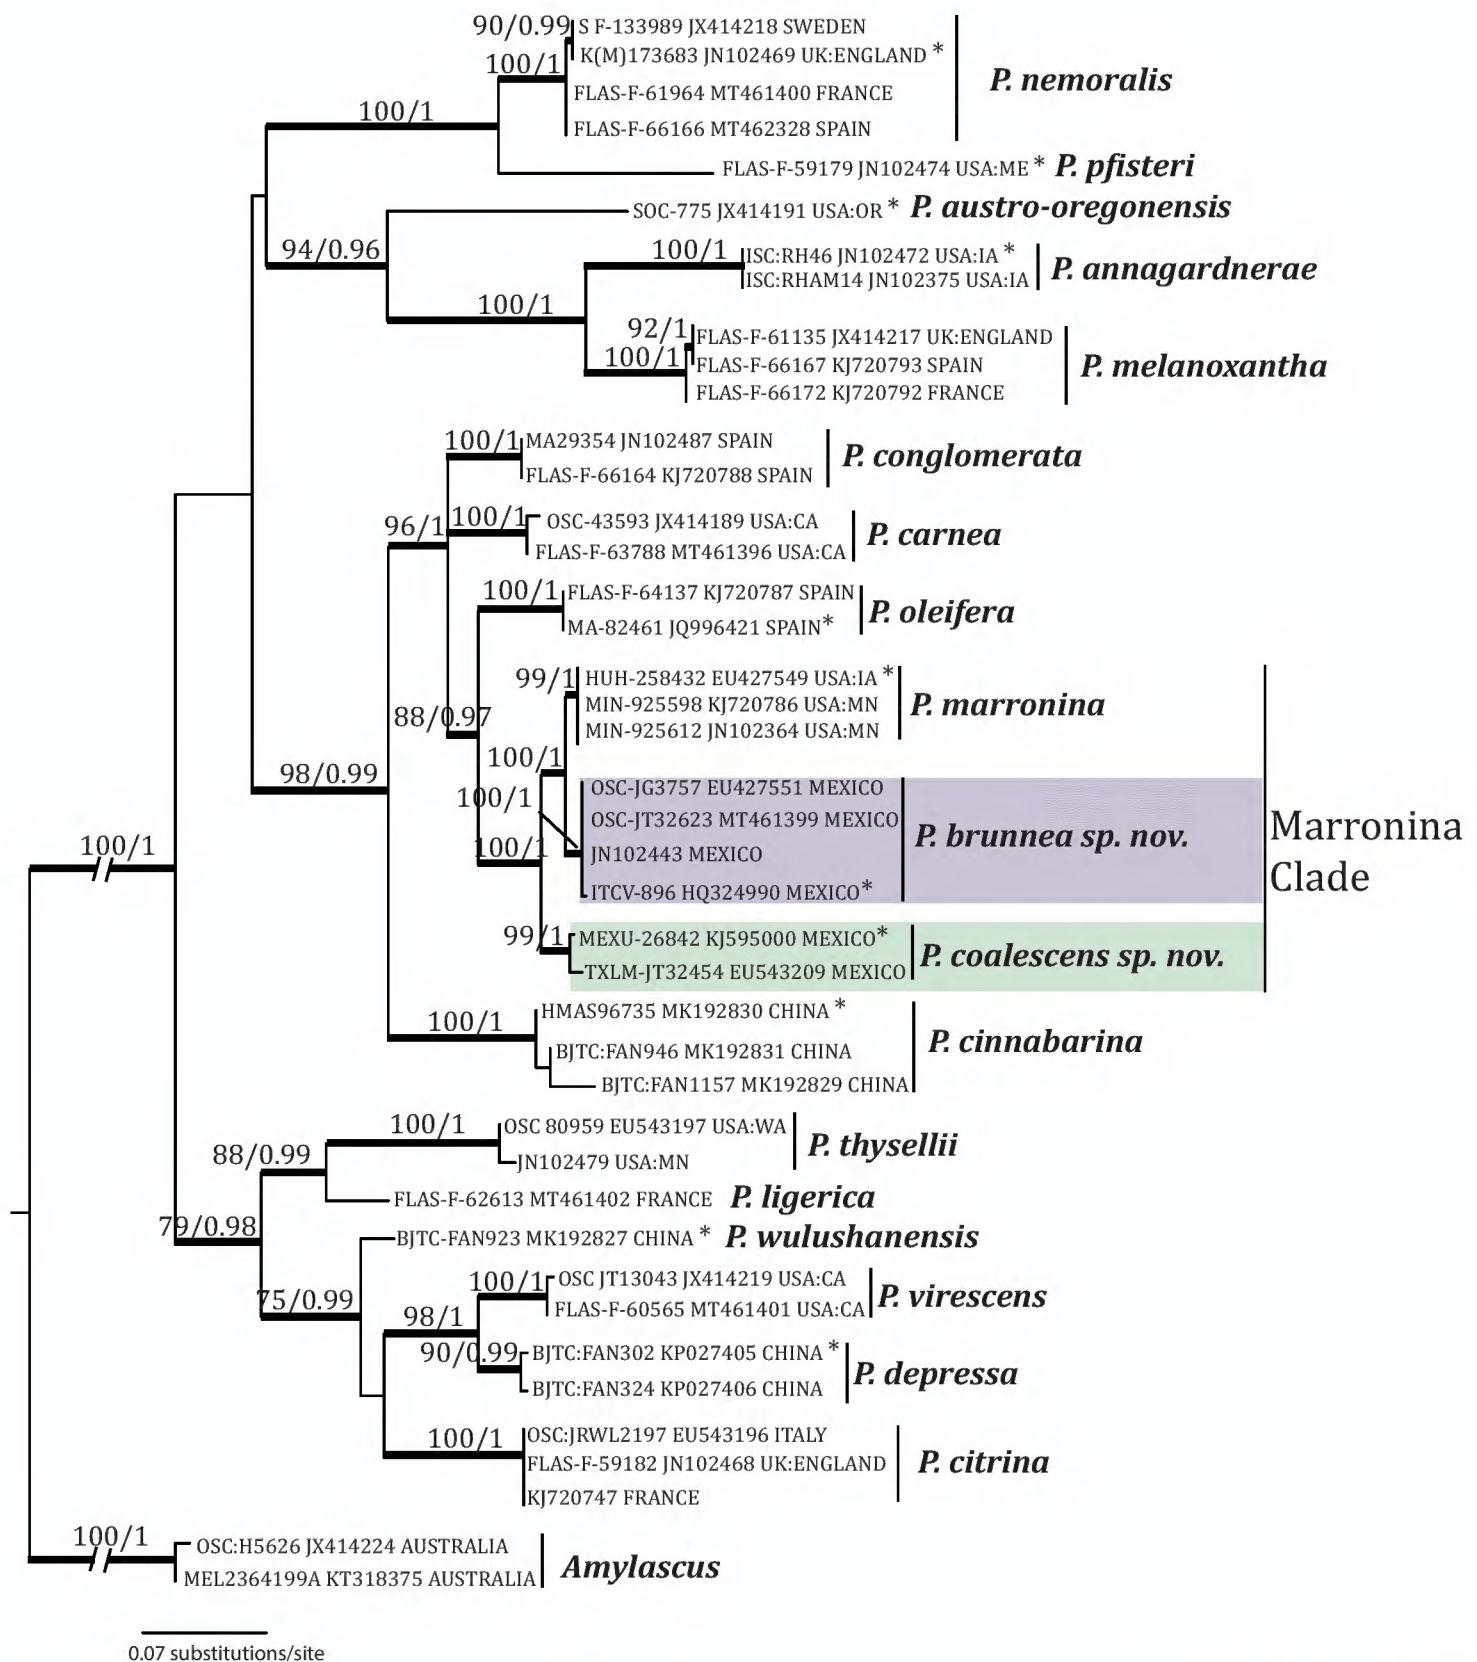 90/0.99
S F-133989 JX414218 SWEDEN
K(M)173683 JN102469 UK:ENGLAND *
100/1
P. nemoralis
FLAS-F-61964 MT461400 FRANCE
100/1
FLAS-F-66166 MT462328 SPAIN
FLAS-F-59179 JN102474 USA:ME * P. pfisteri
SOC-775 JX414191 USA:OR * P. austro-oregonensis
94/0.96
100/1
ISC:RH46 JN102472 USA:IA *
P. annagardnerae
ISC:RHAM14 JN102375 USA:IA
100/1
92/1
FLAS-F-61135 JX414217 UK:ENGLAND
100/1
FLAS-F-66167 KJ720793 SPAIN
P. melanoxantha
FLAS-F-66172 KJ720792 FRANCE
100/1
MA29354 JN102487 SPAIN
P. conglomerata
FLAS-F-66164 KJ720788 SPAIN
96/1
100/1
OSC-43593 JX414189 USA:CA
P. carnea
FLAS-F-63788 MT461396 USA:CA
100/1
FLAS-F-64137 KJ720787 SPAIN
P. oleifera
MA-82461 JQ996421 SPAIN*
99/1
HUH-258432 EU427549 USA:IA *
MIN-925598 KJ720786 USA:MN
P. marronina
88/0.97
MIN-925612 JN102364 USA:MN
100/1
98/0.99
OSC-JG3757 EU427551 MEXICO
100/1
OSC-JT32623 MT461399 MEXICO
P. brunnea sp. nov.
Marronina
Clade
100/1
100/1
JN102443 MEXICO
ITCV-896 HQ324990 MEXICO*
99/1
MEXU-26842 KJ595000 MEXICO*
P. coalescens sp. nov.
TXLM-JT32454 EU543209 MEXICO
100/1
HMAS96735 MK192830 CHINA *
P. cinnabarina
BJTC:FAN946 MK192831 CHINA
BJTC:FAN1157 MK192829 CHINA
100/1
OSC 80959 EU543197 USA:WA
P. thysellii
88/0.99
JN102479 USA:MN
FLAS-F-62613 MT461402 FRANCE P. ligerica
79/0.98
BJTC-FAN923 MK192827 CHINA * P. wulushanensis
100/1
OSC JT13043 JX414219 USA:CA
P. virescens
75/0.99
98/1
FLAS-F-60565 MT461401 USA:CA
90/0.99
BJTC:FAN302 KP027405 CHINA *
P. depressa
BJTC:FAN324 KP027406 CHINA
100/1
OSC:JRWL2197 EU543196 ITALY
FLAS-F-59182 JN102468 UK:ENGLAND
P. citrina
KJ720747 FRANCE
100/1
OSC:H5626 JX414224 AUSTRALIA
Amylascus
MEL2364199A KT318375 AUSTRALIA
0.07 substitutions/site